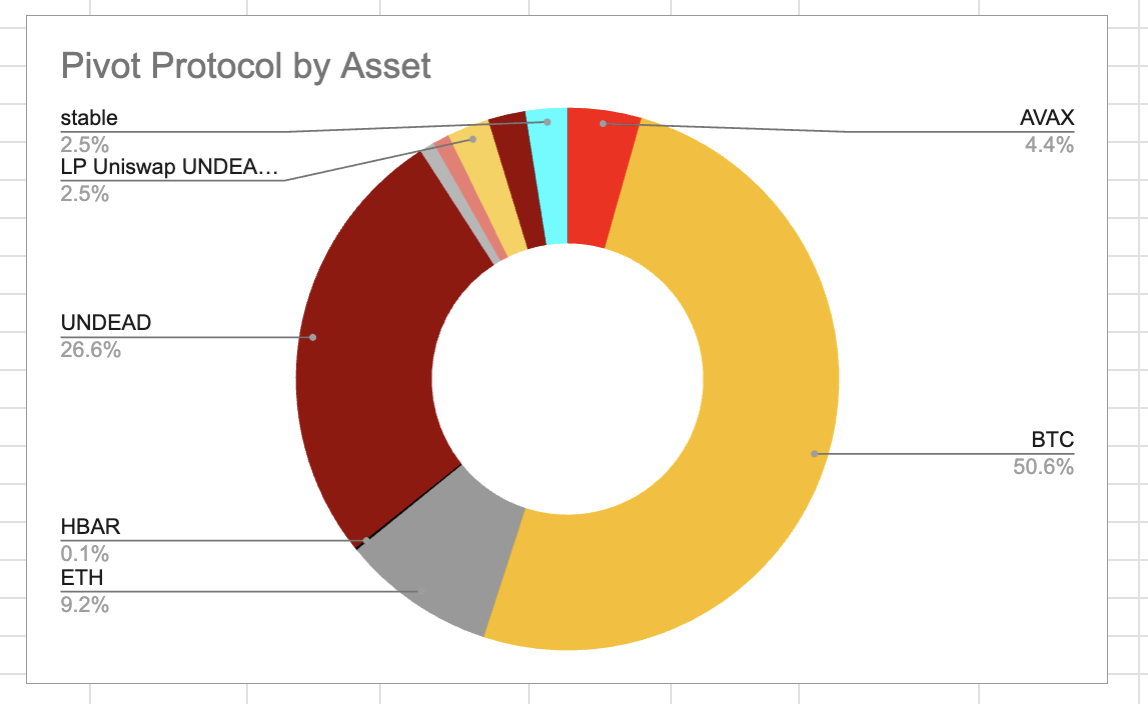 Pivot Protocol by Asset
stable
2.5%
LP Uniswap UNDEA…
2.5%
UNDEAD
26.6%
HBAR
0.1%
ETH
9.2%
AVAX
4.4%
BTC
50.6%